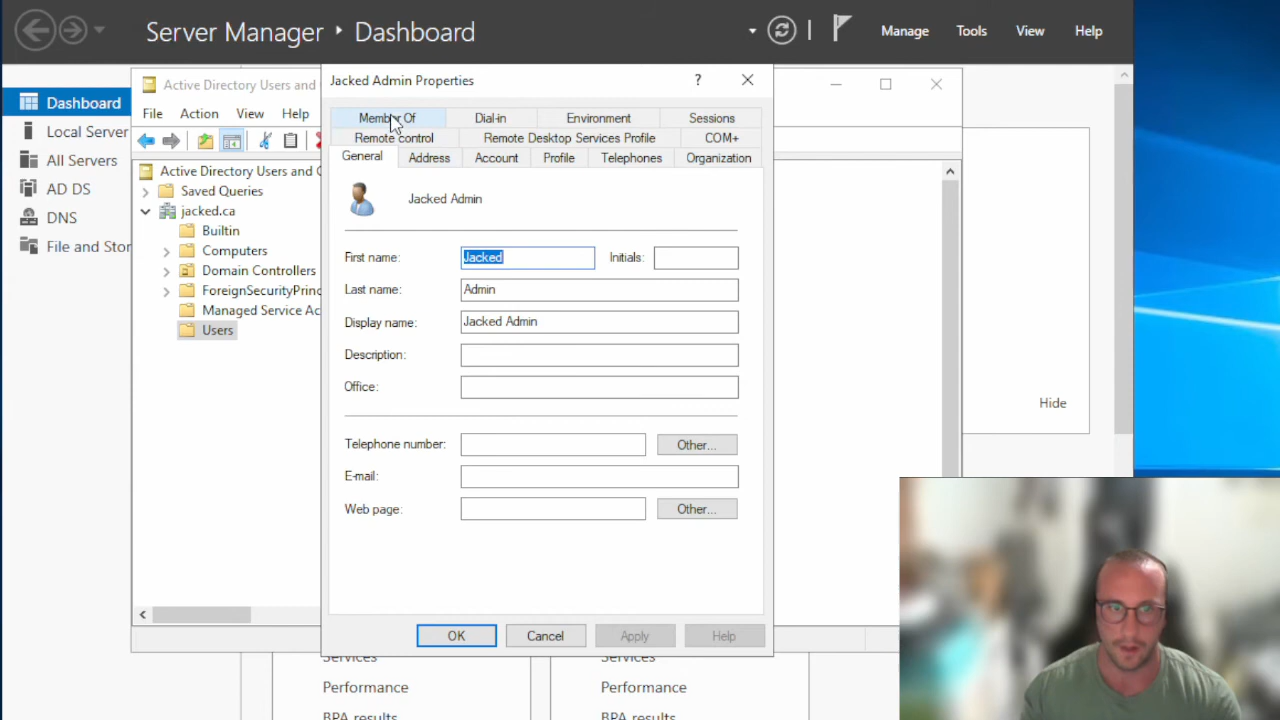 Server Manager ‣ Dashboard
Manage Tools View Help
Dashboard
Local Server
All Servers
AD DS
DNS
File and Stor
Active Directory Users and
File Action View Help
Active Directory Users and C
Saved Queries
jacked.ca
Builtin
Computers
Domain Controllers
ForeignSecurityPrinc
Managed Service Ac
Users
Jacked Admin Properties
?
Member Of Dial-in Environment Sessions
Remote control Remote Desktop Services Profile COM+
General Address Account Profile Telephones Organization
Jacked Admin
First name: Jacked Initials:
Last name: Admin
Display name: Jacked Admin
Description:
Office:
Telephone number: Other...
E-mail:
Web page: Other...
OK Cancel Apply Help
Hide
Services Services
Performance Performance
BPA results BPA results